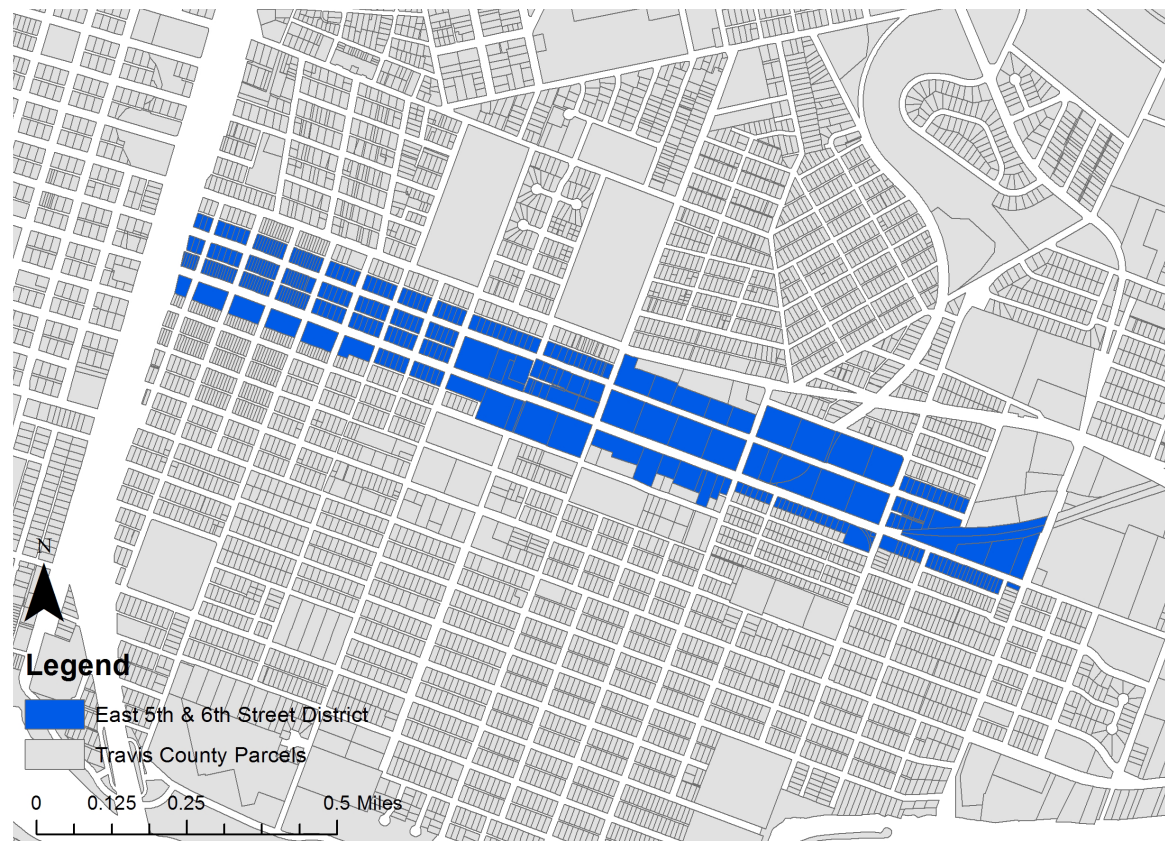 N
Legend
East 5th & 6th Street District
Travis County Parcels
0 0.125 0.25 0.5 Miles